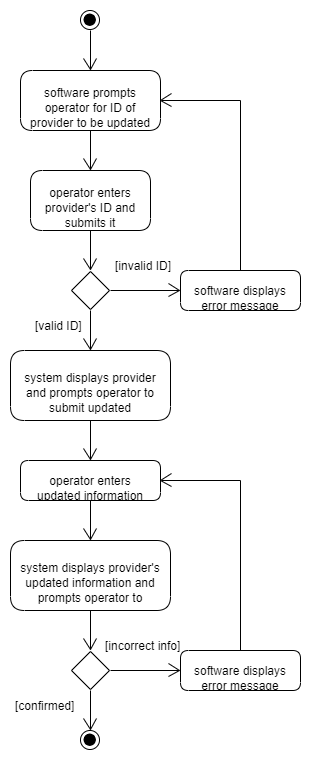 software prompts
operator for ID of
provider to be updated
operator enters
provider's ID and
submits it
[invalid ID]
software displays
error message
[valid ID]
system displays provider
and prompts operator to
submit updated
operator enters
updated information
system displays provider's
updated information and
prompts operator to
[incorrect info]
software displays
error message
[confirmed]